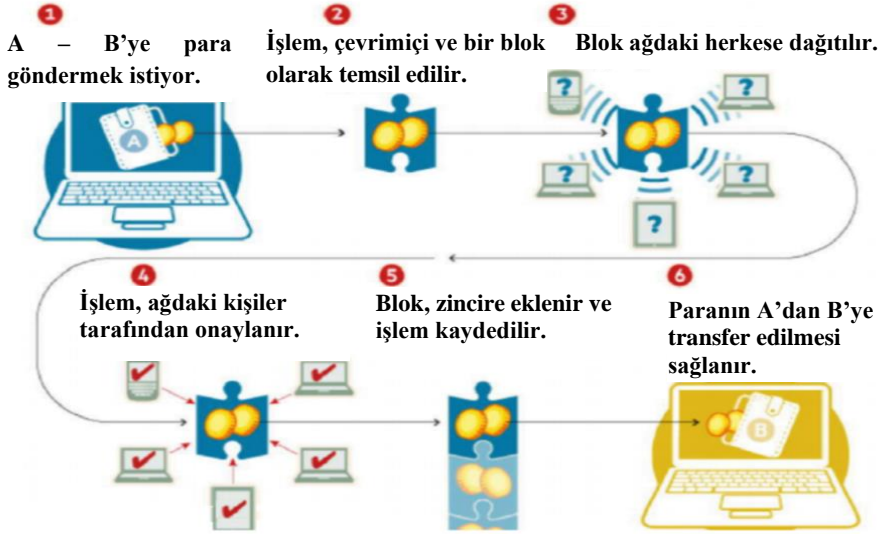 1
A – B’ye para
göndermek istiyor.
2
İşlem, çevrimiçi ve bir blok
olarak temsil edilir.
3
Blok ağdaki herkese dağıtılır.
A
?
?
?
?
?
4
İşlem, ağdaki kişiler
tarafından onaylanır.
5
Blok, zincire eklenir ve
işlem kaydedilir.
6
Paranın A’dan B’ye
transfer edilmesi
sağlanır.
B